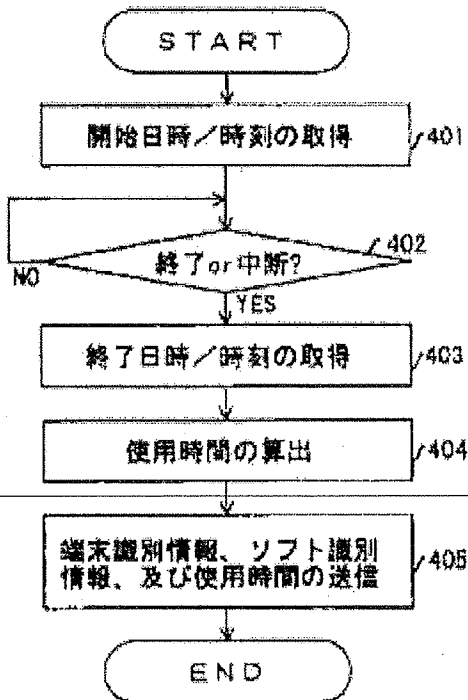 START
開始日時／時刻の取得
401
402
終了or中断?
NO
YES
終了日時／時刻の取得
403
使用時間の算出
404
端末識別情報、ソフト識別
情報、及び使用時間の送信
405
END